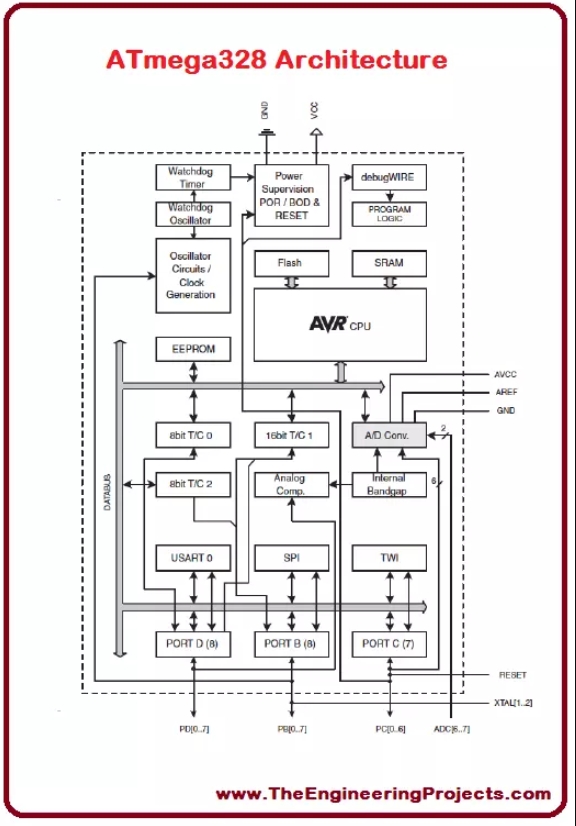 ATmega328 Architecture
GND
VCC
Watchdog
Timer
Power
Supervision
POR / BOD &
RESET
debugWIRE
Watchdog
Oscillator
PROGRAM
LOGIC
Oscillator
Circuits /
Clock
Generation
Flash
SRAM
AVR CPU
EEPROM
AVCC
AREF
GND
8bit T/C 0
16bit T/C 1
A/D Conv.
2
DATABUS
8bit T/C 2
Analog
Comp.
Internal
Bandgap
6
USART 0
SPI
TWI
PORT D (8)
PORT B (8)
PORT C (7)
RESET
XTAL[1..2]
PD[0..7]
PB[0..7]
PC[0..6]
ADC[6..7]
www.TheEngineeringProjects.com